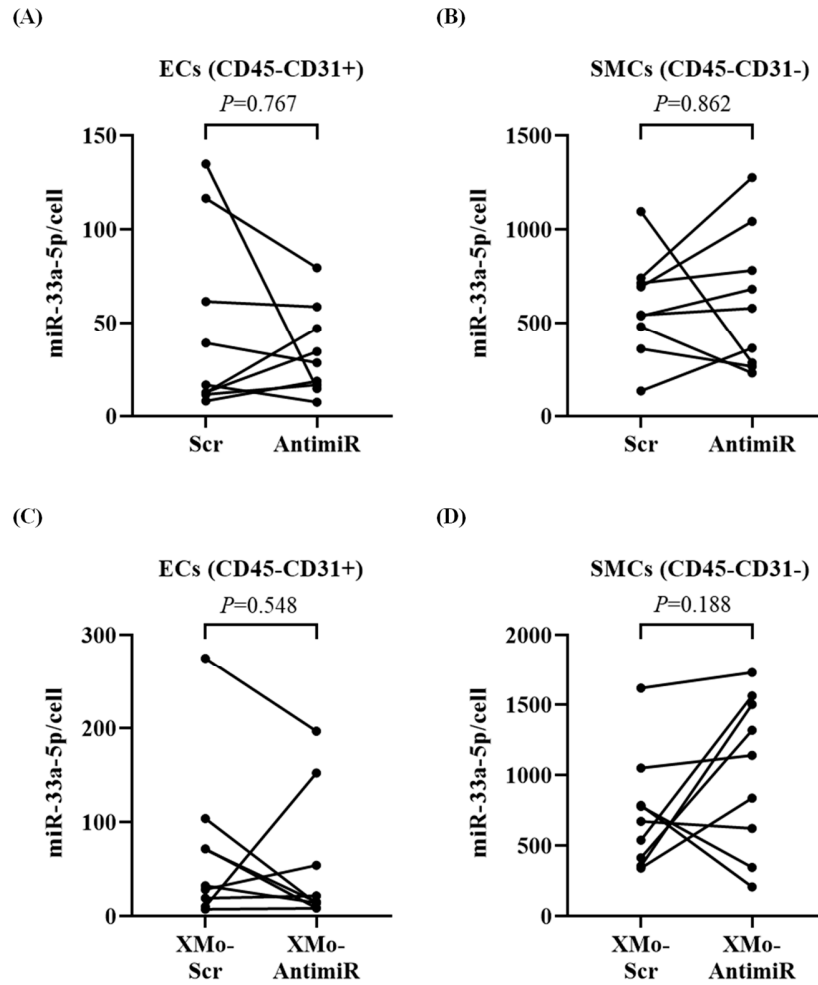 (A)
ECs (CD45-CD31+)
P=0.767
150
100
50
0
miR-33a-5p/cell
Scr
AntimiR
(B)
SMCs (CD45-CD31-)
P=0.862
1500
1000
500
0
miR-33a-5p/cell
Scr
AntimiR
(C)
ECs (CD45-CD31+)
P=0.548
300
200
100
0
miR-33a-5p/cell
XMo-
Scr
XMo-
AntimiR
(D)
SMCs (CD45-CD31-)
P=0.188
2000
1500
1000
500
0
miR-33a-5p/cell
XMo-
Scr
XMo-
AntimiR